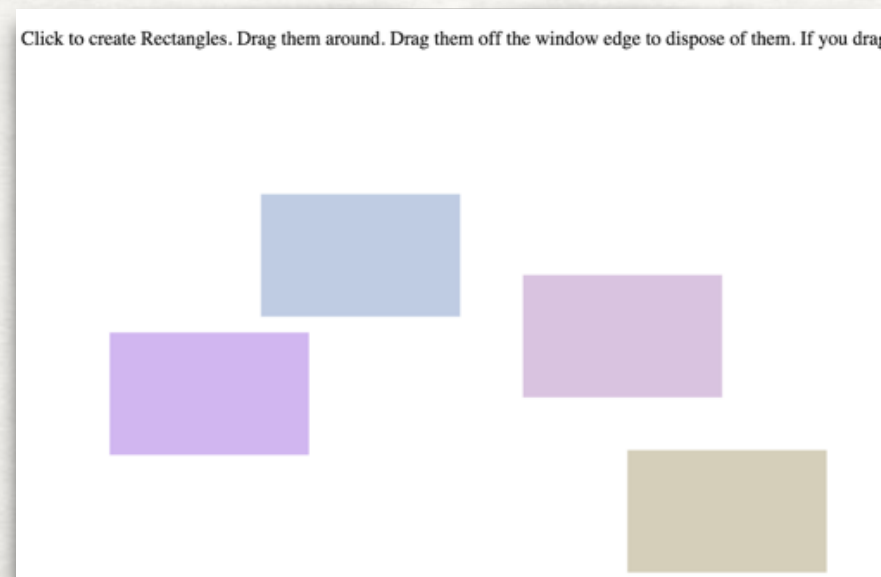 Click to create Rectangles. Drag them around. Drag them off the window edge to dispose of them. If you drag